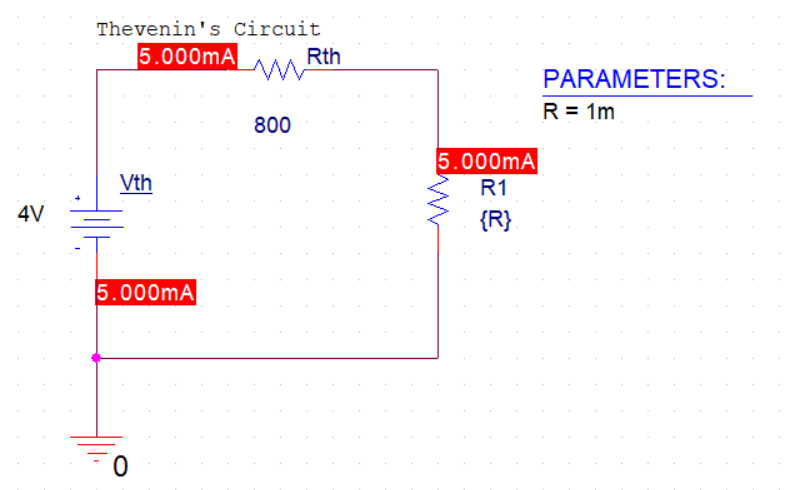 Thevenin's Circuit
5.000mA
Rth
PARAMETERS:
R = 1m
800
5.000mA
R1
{R}
+
Vth
4V
-
5.000mA
0